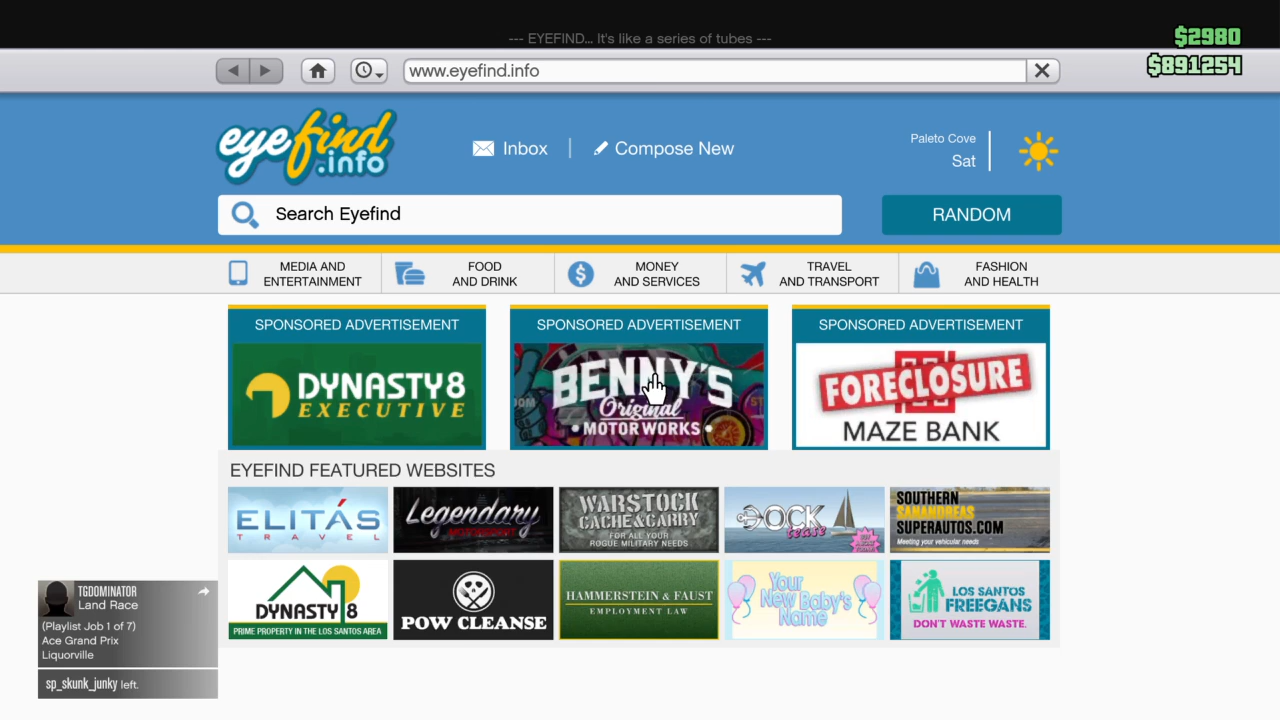 --- EYEFIND... It's like a series of tubes ---
$2980
$891254
www.eyefind.info
eyefind
.info
Inbox
Compose New
Paleto Cove
Sat
Search Eyefind
RANDOM
MEDIA AND
ENTERTAINMENT
FOOD
AND DRINK
MONEY
AND SERVICES
TRAVEL
AND TRANSPORT
FASHION
AND HEALTH
SPONSORED ADVERTISEMENT
DYNASTY 8
EXECUTIVE
SPONSORED ADVERTISEMENT
BENNY'S
Original
MOTOR WORKS
SPONSORED ADVERTISEMENT
FORECLOSURE
MAZE BANK
EYEFIND FEATURED WEBSITES
ELITÁS
TRAVEL
Legendary
MOTORSPORT
WARSTOCK
CACHE & CARRY
FOR ALL YOUR
ROGUE MILITARY NEEDS
DOCK
tease
SOUTHERN
SANANDREAS
SUPERAUTOS.COM
Meeting your vehicular needs
DYNASTY 8
PRIME PROPERTY IN THE LOS SANTOS AREA
POW CLEANSE
HAMMERSTEIN & FAUST
EMPLOYMENT LAW
Your
New Baby's
Name
LOS SANTOS
FREEGANS
DON'T WASTE WASTE.
TGDOMINATOR
Land Race
(Playlist Job 1 of 7)
Ace Grand Prix
Liquorville
sp_skunk_junky left.